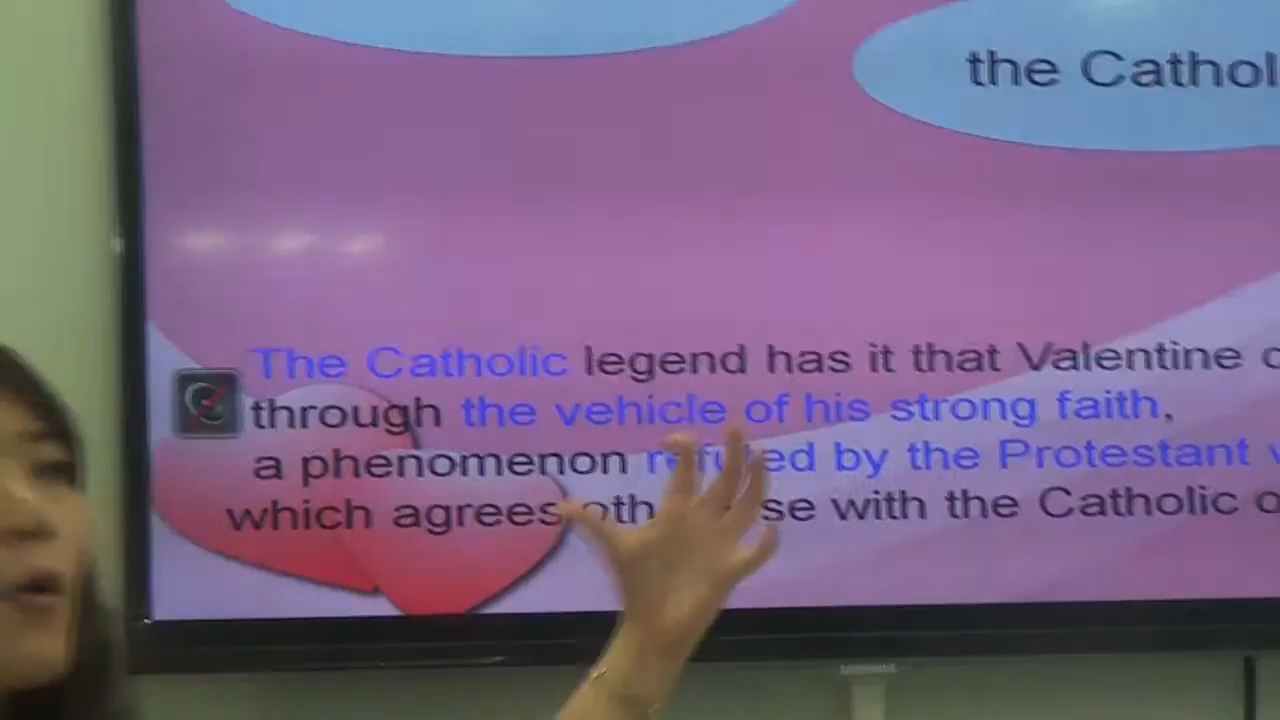 the Cathol
The Catholic legend has it that Valentine
through the vehicle of his strong faith,
a phenomenon refuted by the Protestant
which agrees with the Catholic